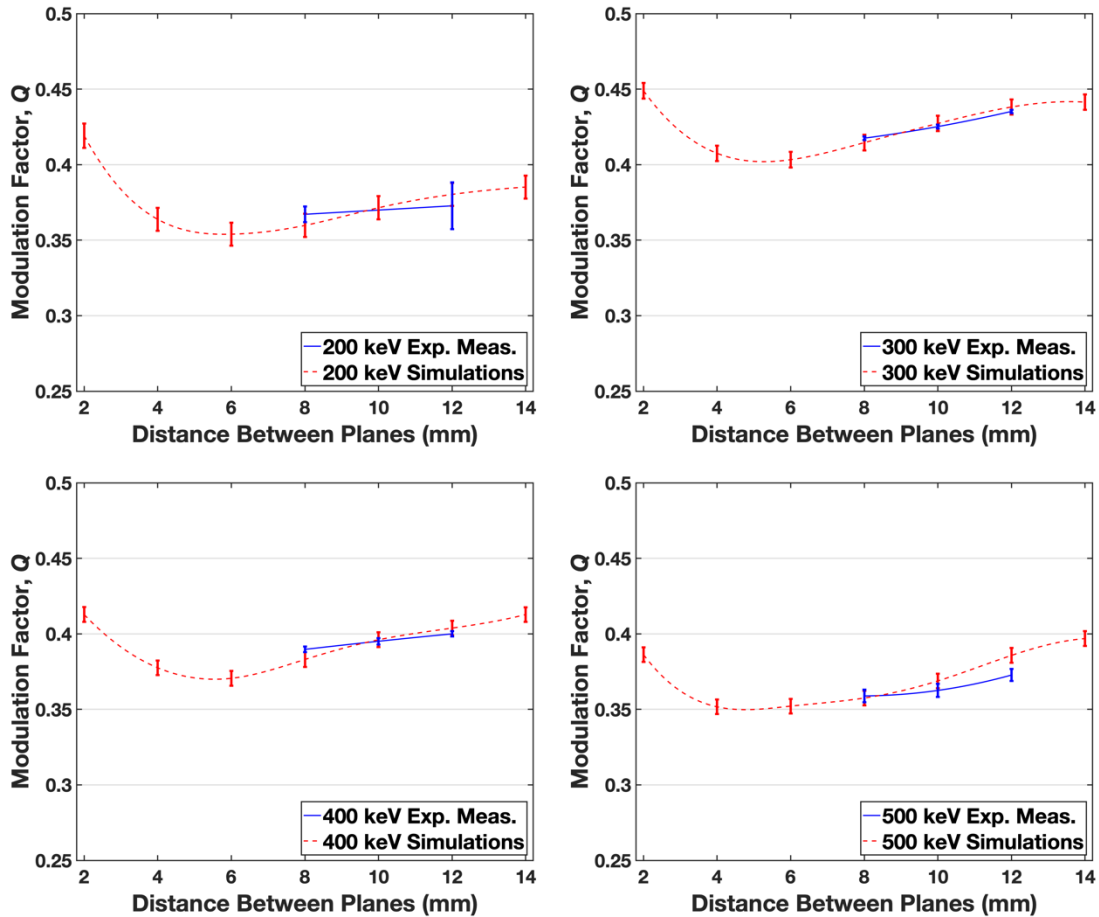 0.5
0.45
0.4
0.35
0.3
0.25
Modulation Factor, Q
200 keV Exp. Meas.
200 keV Simulations
2 4 6 8 10 12 14
Distance Between Planes (mm)
0.5
0.45
0.4
0.35
0.3
0.25
Modulation Factor, Q
300 keV Exp. Meas.
300 keV Simulations
2 4 6 8 10 12 14
Distance Between Planes (mm)
0.5
0.45
0.4
0.35
0.3
0.25
Modulation Factor, Q
400 keV Exp. Meas.
400 keV Simulations
2 4 6 8 10 12 14
Distance Between Planes (mm)
0.5
0.45
0.4
0.35
0.3
0.25
Modulation Factor, Q
500 keV Exp. Meas.
500 keV Simulations
2 4 6 8 10 12 14
Distance Between Planes (mm)